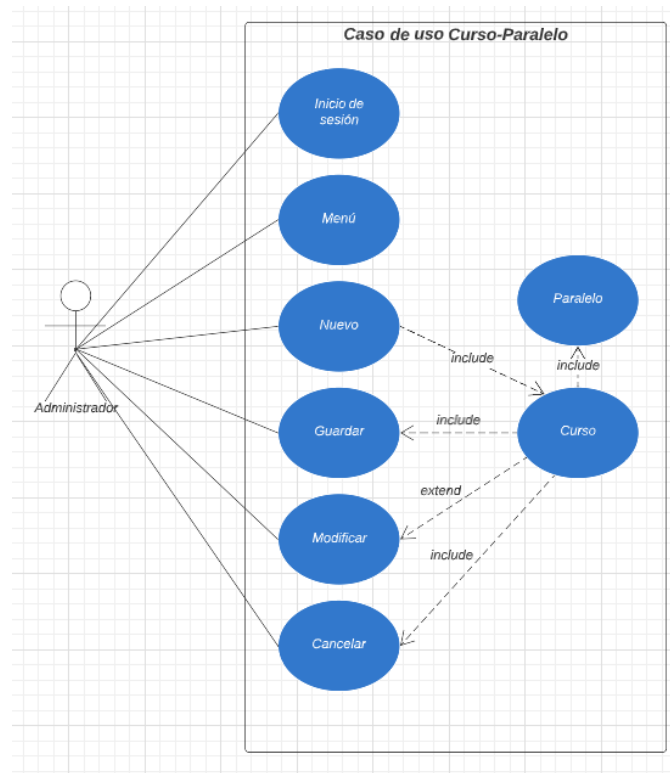 Caso de uso Curso-Paralelo
Inicio de
sesión
Menú
Nuevo
Paralelo
include
include
Administrador
Guardar
include
Curso
extend
Modificar
include
Cancelar